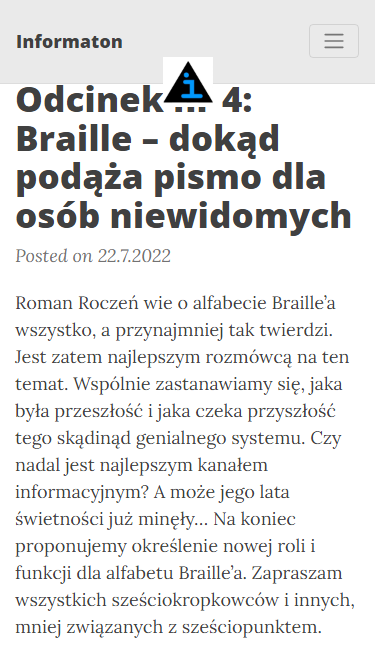 Informaton
i
Odcinek 4:
Braille – dokąd
podąża pismo dla
osób niewidomych
Posted on 22.7.2022
Roman Roczeń wie o alfabecie Braille’a
wszystko, a przynajmniej tak twierdzi.
Jest zatem najlepszym rozmówcą na ten
temat. Wspólnie zastanawiamy się, jaka
była przeszłość i jaka czeka przyszłość
tego skądinąd genialnego systemu. Czy
nadal jest najlepszym kanałem
informacyjnym? A może jego lata
świetności już minęły… Na koniec
proponujemy określenie nowej roli i
funkcji dla alfabetu Braille’a. Zapraszam
wszystkich sześciokropkowców i innych,
mniej związanych z sześciopunktem.